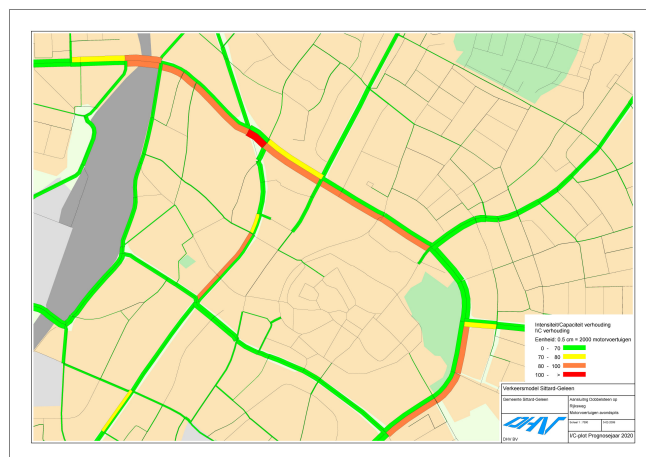 Intensiteit/Capaciteit verhouding
I\C verhouding
Eenheid: 0.5 cm = 2000 motorvoertuigen
0 - 70
70 - 80
80 - 100
100 - >
Verkeersmodel Sittard-Geleen
Gemeente Sittard-Geleen
Aansluiting Dobbelsteen op
Rijksweg
Motorvoertuigen avondspits
DHV
DHV BV
I/C-plot Prognosejaar 2020